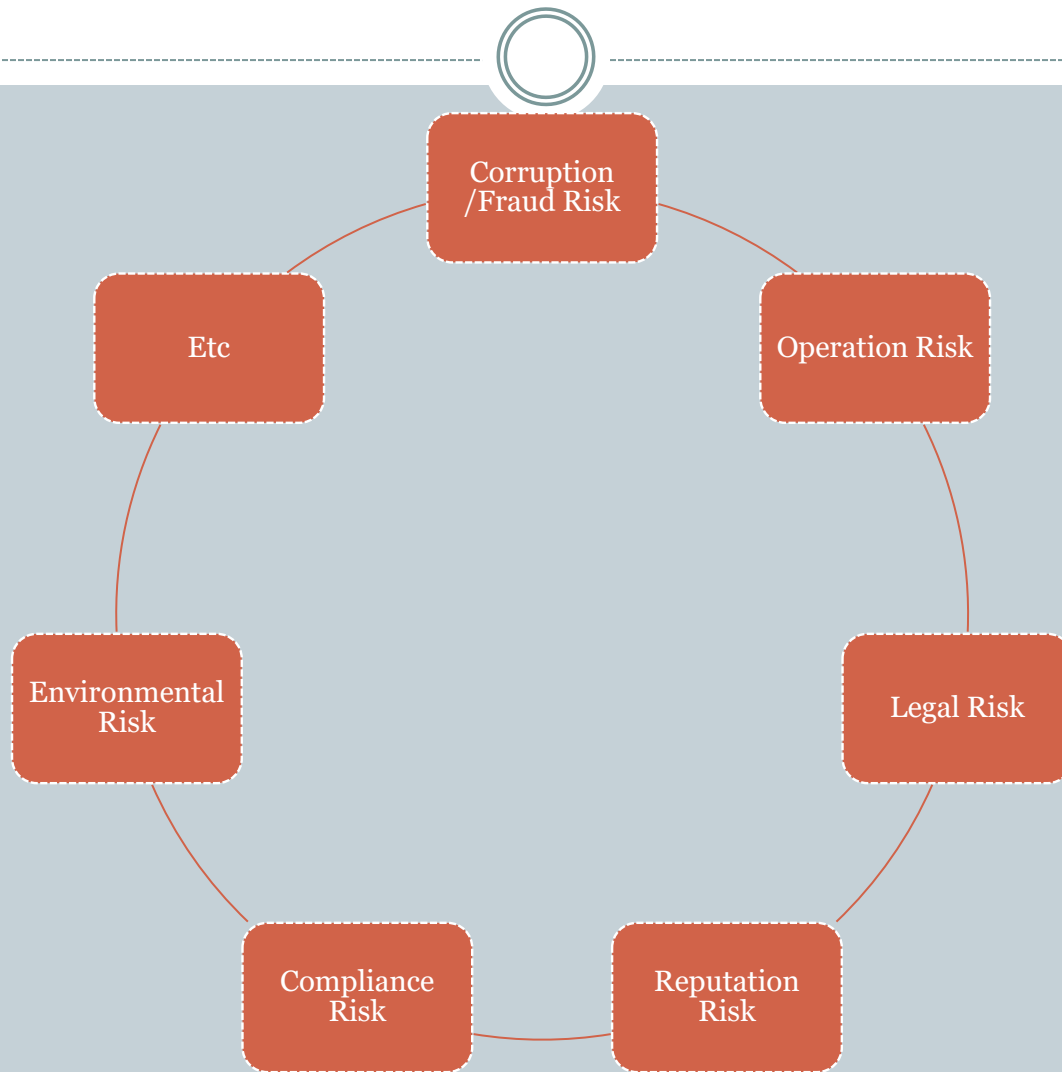 Corruption
/Fraud Risk
Operation Risk
Legal Risk
Reputation
Risk
Compliance
Risk
Environmental
Risk
Etc